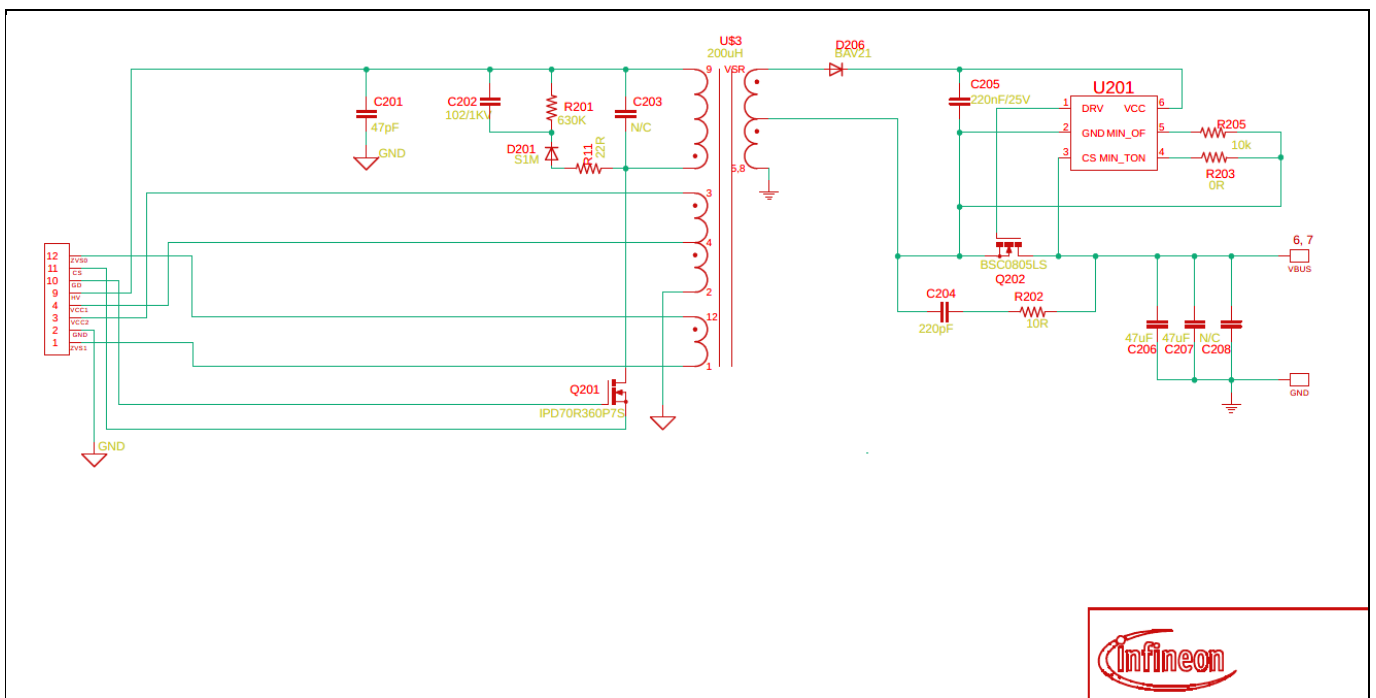 U$3
200uH
9
VSR
D206
BAV21
C201
47pF
GND
C202
102/1KV
R201
630K
C203
N/C
D201
S1M
R11
22R
5,8
C205
220nF/25V
U201
1
DRV
VCC
6
2
GND
MIN_OF
5
3
CS
MIN_TON
4
R205
10k
R203
0R
3
4
2
12
1
12
ZVS0
11
CS
10
GD
9
HV
4
VCC1
3
VCC2
2
GND
1
ZVS1
BSC0805LS
Q202
6, 7
VBUS
C204
220pF
R202
10R
47uF
C206
47uF
C207
N/C
C208
GND
Q201
IPD70R360P7S
GND
infineon